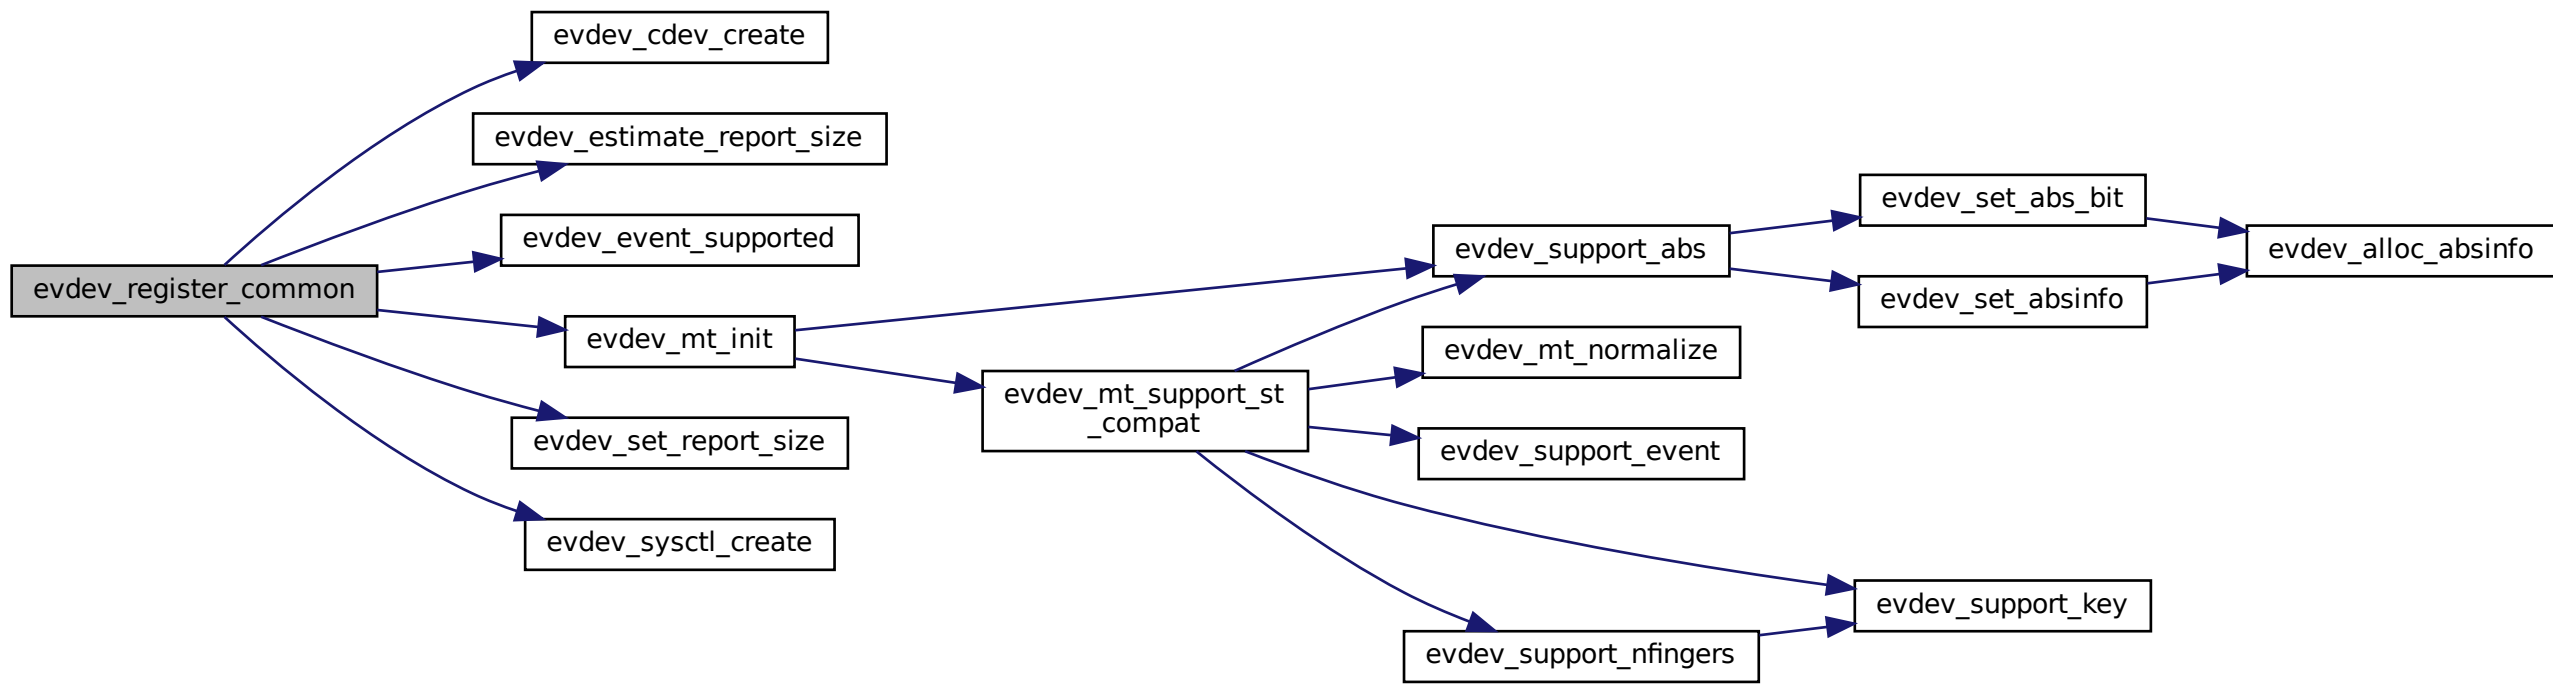 evdev_register_common
evdev_cdev_create
evdev_estimate_report_size
evdev_event_supported
evdev_mt_init
evdev_set_report_size
evdev_sysctl_create
evdev_mt_support_st
_compat
evdev_support_abs
evdev_mt_normalize
evdev_support_event
evdev_support_nfingers
evdev_set_abs_bit
evdev_set_absinfo
evdev_support_key
evdev_alloc_absinfo